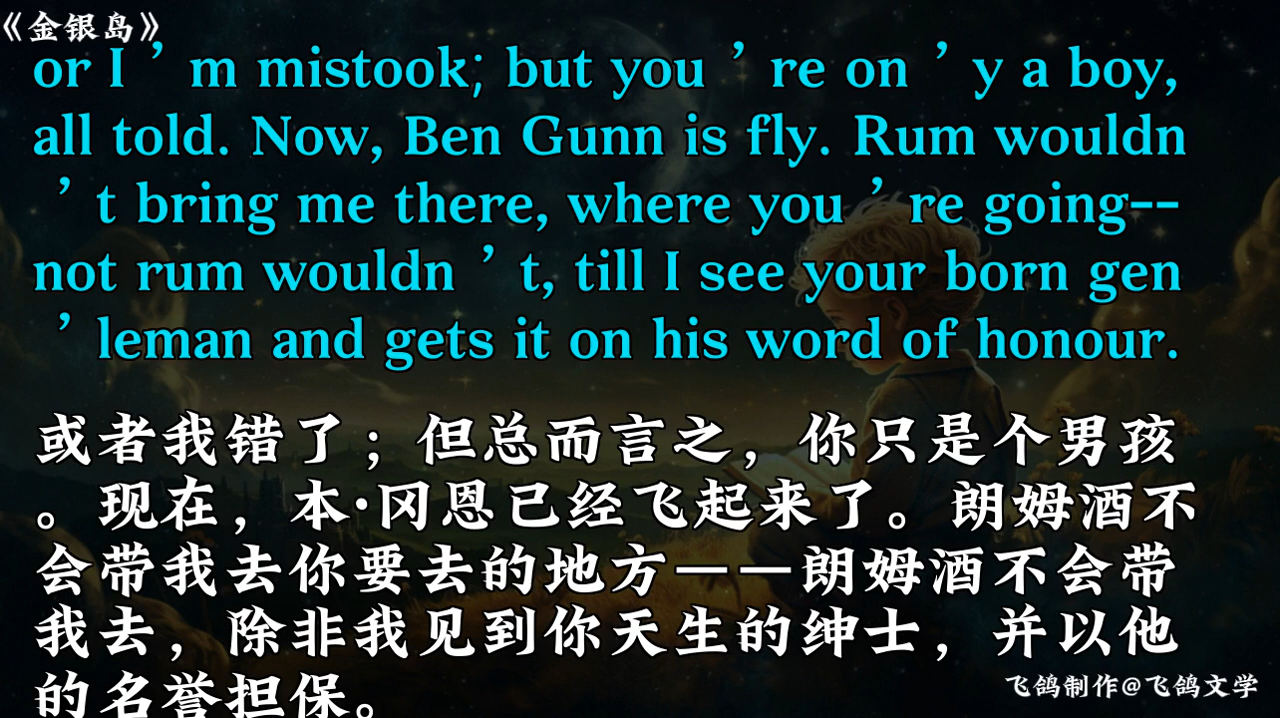 《金银岛》
or I ’ m mistook; but you ’ re on ’ y a boy,
all told. Now, Ben Gunn is fly. Rum wouldn
’ t bring me there, where you ’ re going--
not rum wouldn ’ t, till I see your born gen
’ leman and gets it on his word of honour.
或者我错了；但总而言之，你只是个男孩
。现在，本·冈恩已经飞起来了。朗姆酒不
会带我去你要去的地方——朗姆酒不会带
我去，除非我见到你天生的绅士，并以他
的名誉担保。
飞鸽制作@飞鸽文学